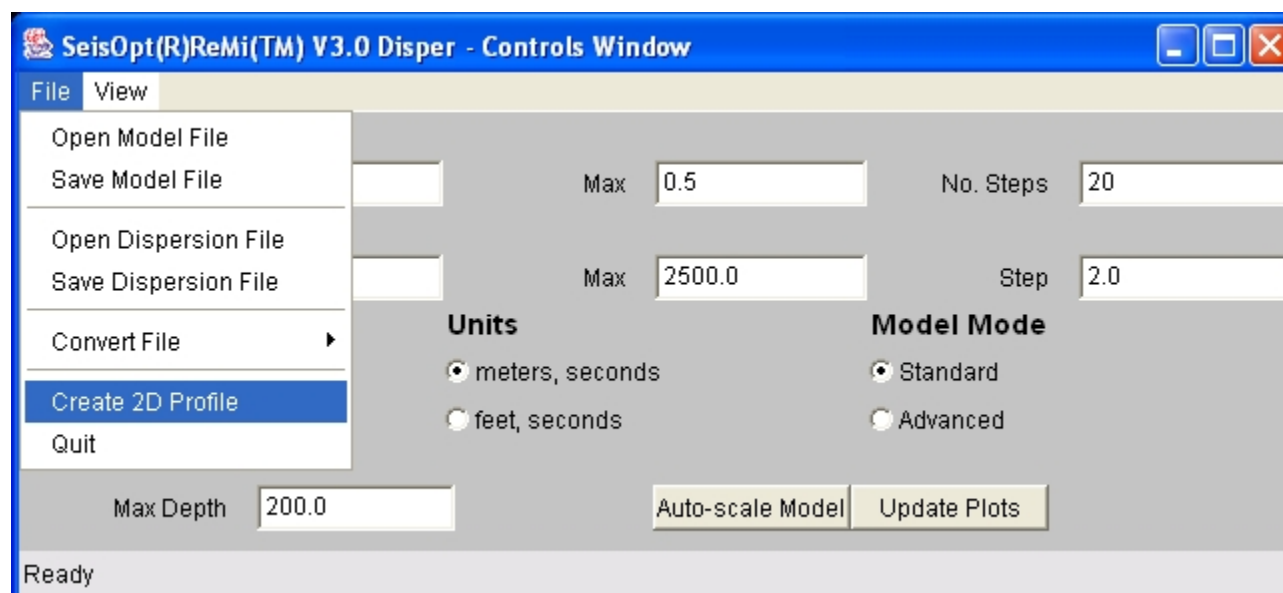 SeisOpt(R)ReMi(TM) V3.0 Disper - Controls Window
File View
Open Model File
Save Model File
Open Dispersion File
Save Dispersion File
Convert File
Create 2D Profile
Quit
Max 0.5 No. Steps 20
Max 2500.0 Step 2.0
Units Model Mode
meters, seconds Standard
feet, seconds Advanced
Max Depth 200.0 Auto-scale Model Update Plots
Ready